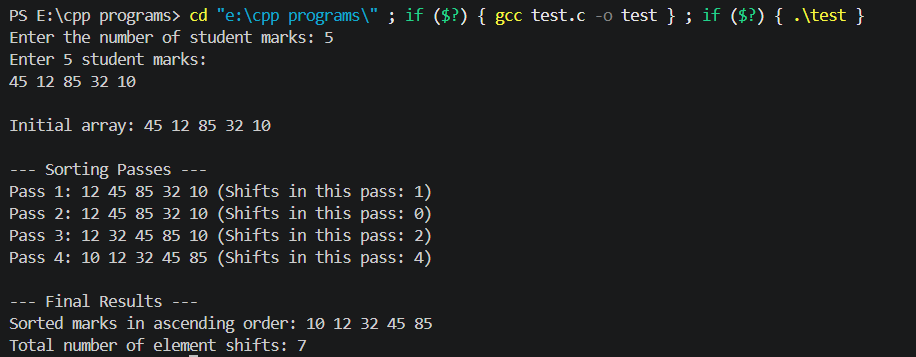 PS E:\cpp programs> cd "e:\cpp programs\" ; if ($?) { gcc test.c -o test } ; if ($?) { .\test }
Enter the number of student marks: 5
Enter 5 student marks:
45 12 85 32 10
Initial array: 45 12 85 32 10
--- Sorting Passes ---
Pass 1: 12 45 85 32 10 (Shifts in this pass: 1)
Pass 2: 12 45 85 32 10 (Shifts in this pass: 0)
Pass 3: 12 32 45 85 10 (Shifts in this pass: 2)
Pass 4: 10 12 32 45 85 (Shifts in this pass: 4)
--- Final Results ---
Sorted marks in ascending order: 10 12 32 45 85
Total number of element shifts: 7